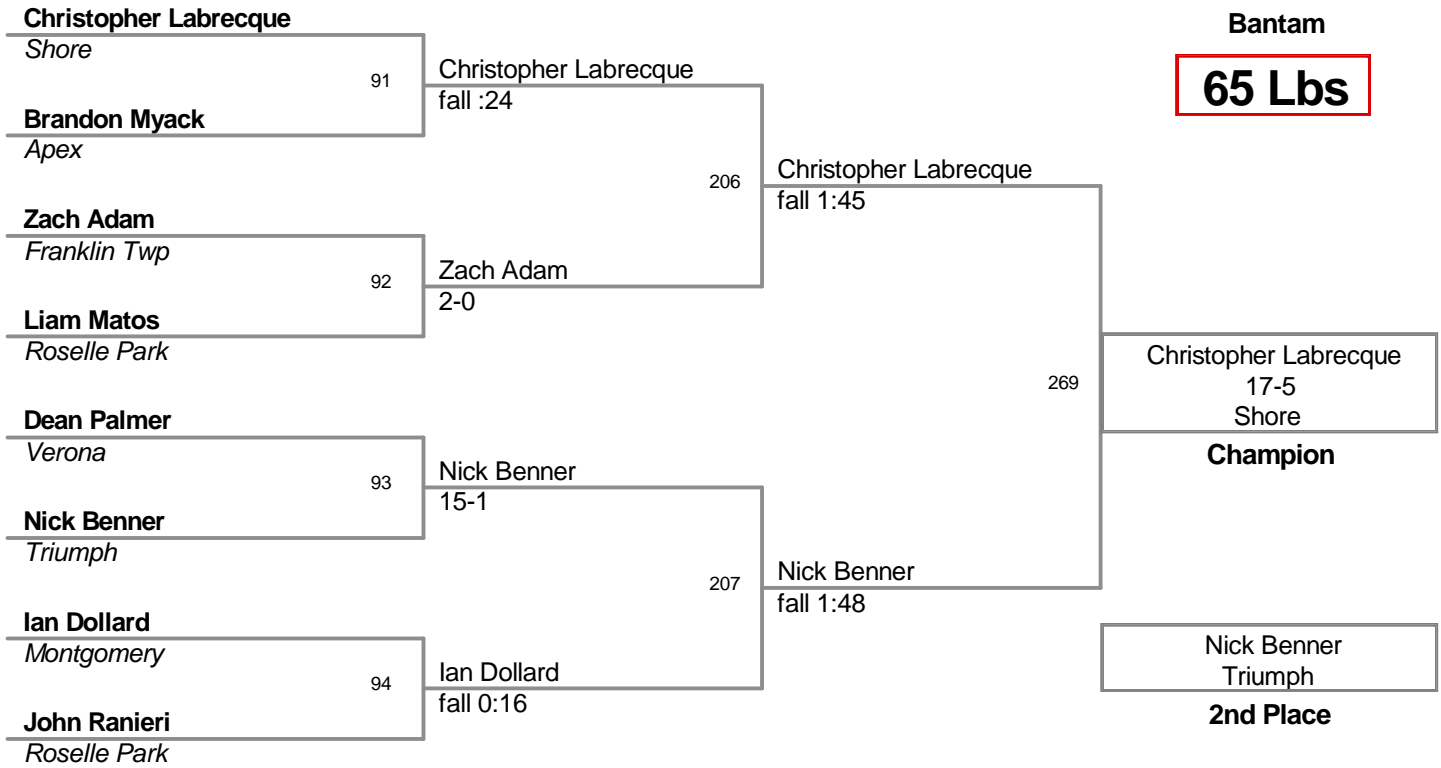 Christopher Labrecque
Shore
91
Brandon Myack
Apex
Christopher Labrecque
fall :24
Zach Adam
Franklin Twp
92
Liam Matos
Roselle Park
Zach Adam
2-0
206
Christopher Labrecque
fall 1:45
Dean Palmer
Verona
93
Nick Benner
Triumph
Nick Benner
15-1
Ian Dollard
Montgomery
94
John Ranieri
Roselle Park
Ian Dollard
fall 0:16
207
Nick Benner
fall 1:48
269
Bantam
65 Lbs
Christopher Labrecque
17-5
Shore
Champion
Nick Benner
Triumph
2nd Place